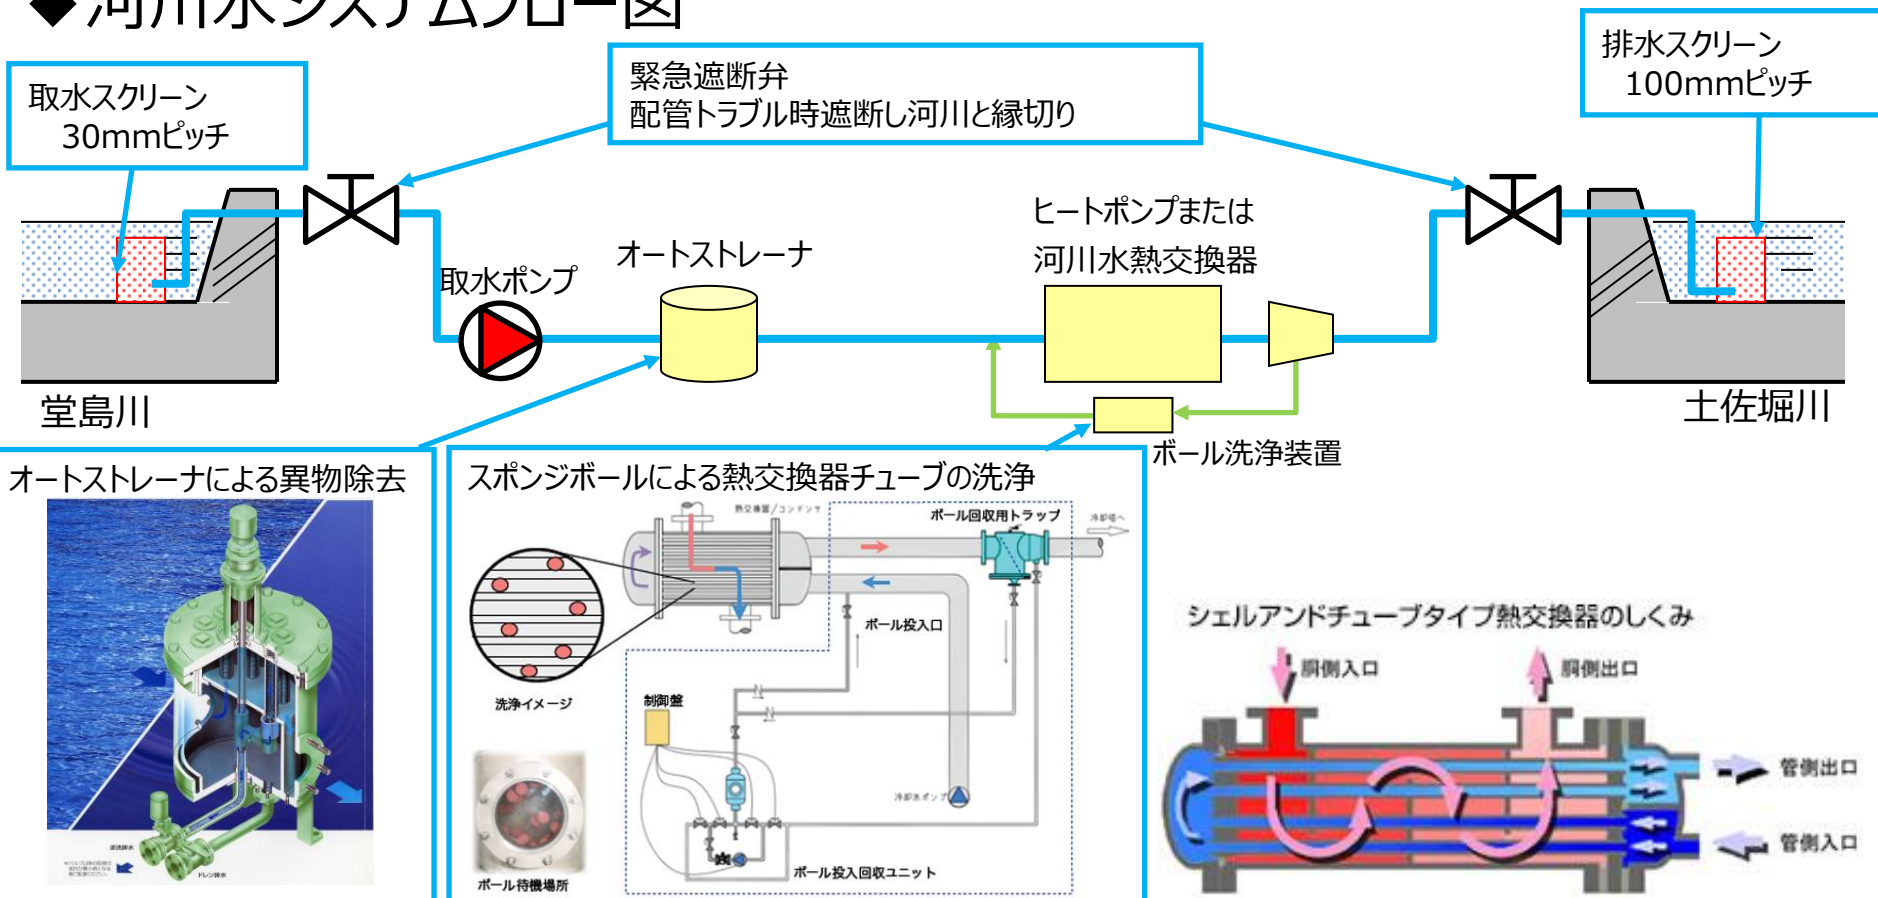 ◆河川水システムフロー図
取水スクリーン
30mmピッチ
緊急遮断弁
配管トラブル時遮断し河川と縁切り
排水スクリーン
100mmピッチ
取水ポンプ
オートストレーナ
ヒートポンプまたは
河川水熱交換器
堂島川
土佐堀川
ボール洗浄装置
オートストレーナによる異物除去
逆洗排水
ドレン排水
スポンジボールによる熱交換器チューブの洗浄
熱交換器/コンデンサ
ボール回収用トラップ
冷却塔へ
ボール投入口
洗浄イメージ
制御盤
冷却水ポンプ
ボール投入回収ユニット
ボール待機場所
シェルアンドチューブタイプ熱交換器のしくみ
胴側入口
胴側出口
管側出口
管側入口